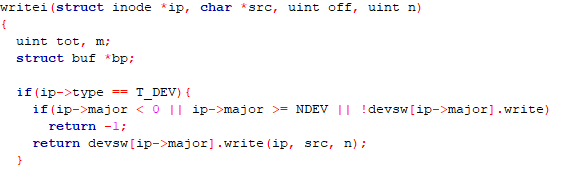 writei(struct inode *ip, char *src, uint off, uint n)
{
  uint tot, m;
  struct buf *bp;

  if(ip->type == T_DEV){
    if(ip->major < 0 || ip->major >= NDEV || !devsw[ip->major].write)
      return -1;
    return devsw[ip->major].write(ip, src, n);
  }